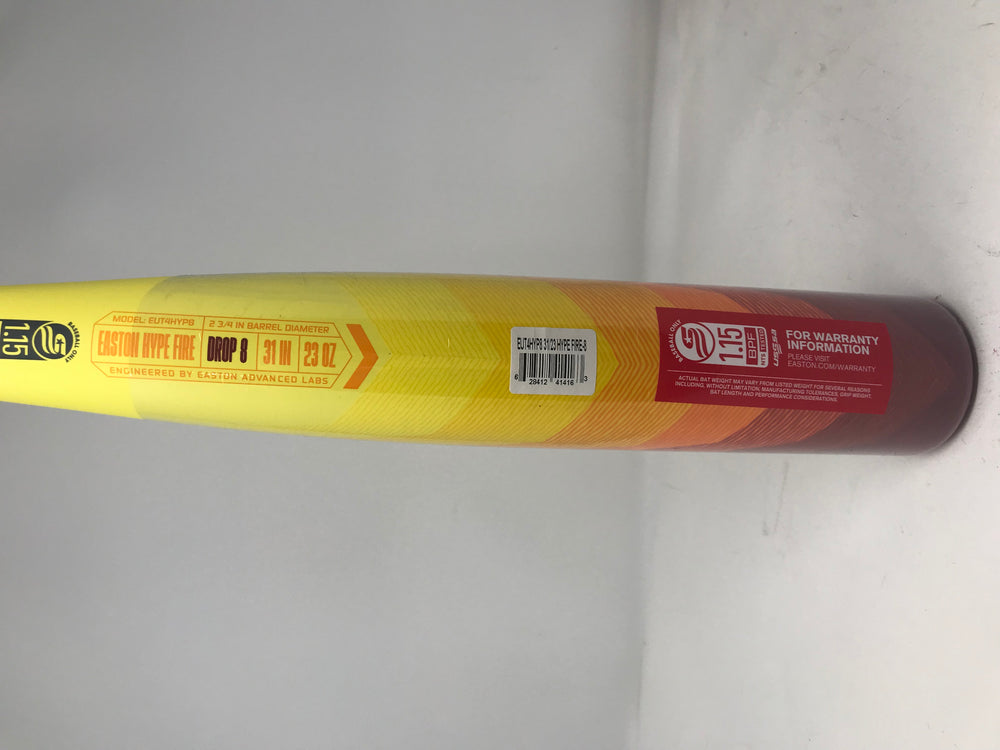 BASEBALL ONLY
1.15
MODEL: EUT4HYP8
2 3/4 IN BARREL DIAMETER
EASTON HYPE FIRE
DROP 8
31 IN
23 OZ
ENGINEERED BY EASTON ADVANCED LABS
EUT4HYP8 31/23 HYPE FIRE-8
6 28412 41416 3
BASEBALL ONLY
1.15
BPF
NTS TESTED
USSSA
FOR WARRANTY
INFORMATION
PLEASE VISIT
EASTON.COM/WARRANTY
ACTUAL BAT WEIGHT MAY VARY FROM LISTED WEIGHT FOR SEVERAL REASONS
INCLUDING, WITHOUT LIMITATION, MANUFACTURING TOLERANCES, GRIP WEIGHT,
BAT LENGTH AND PERFORMANCE CONSIDERATIONS.